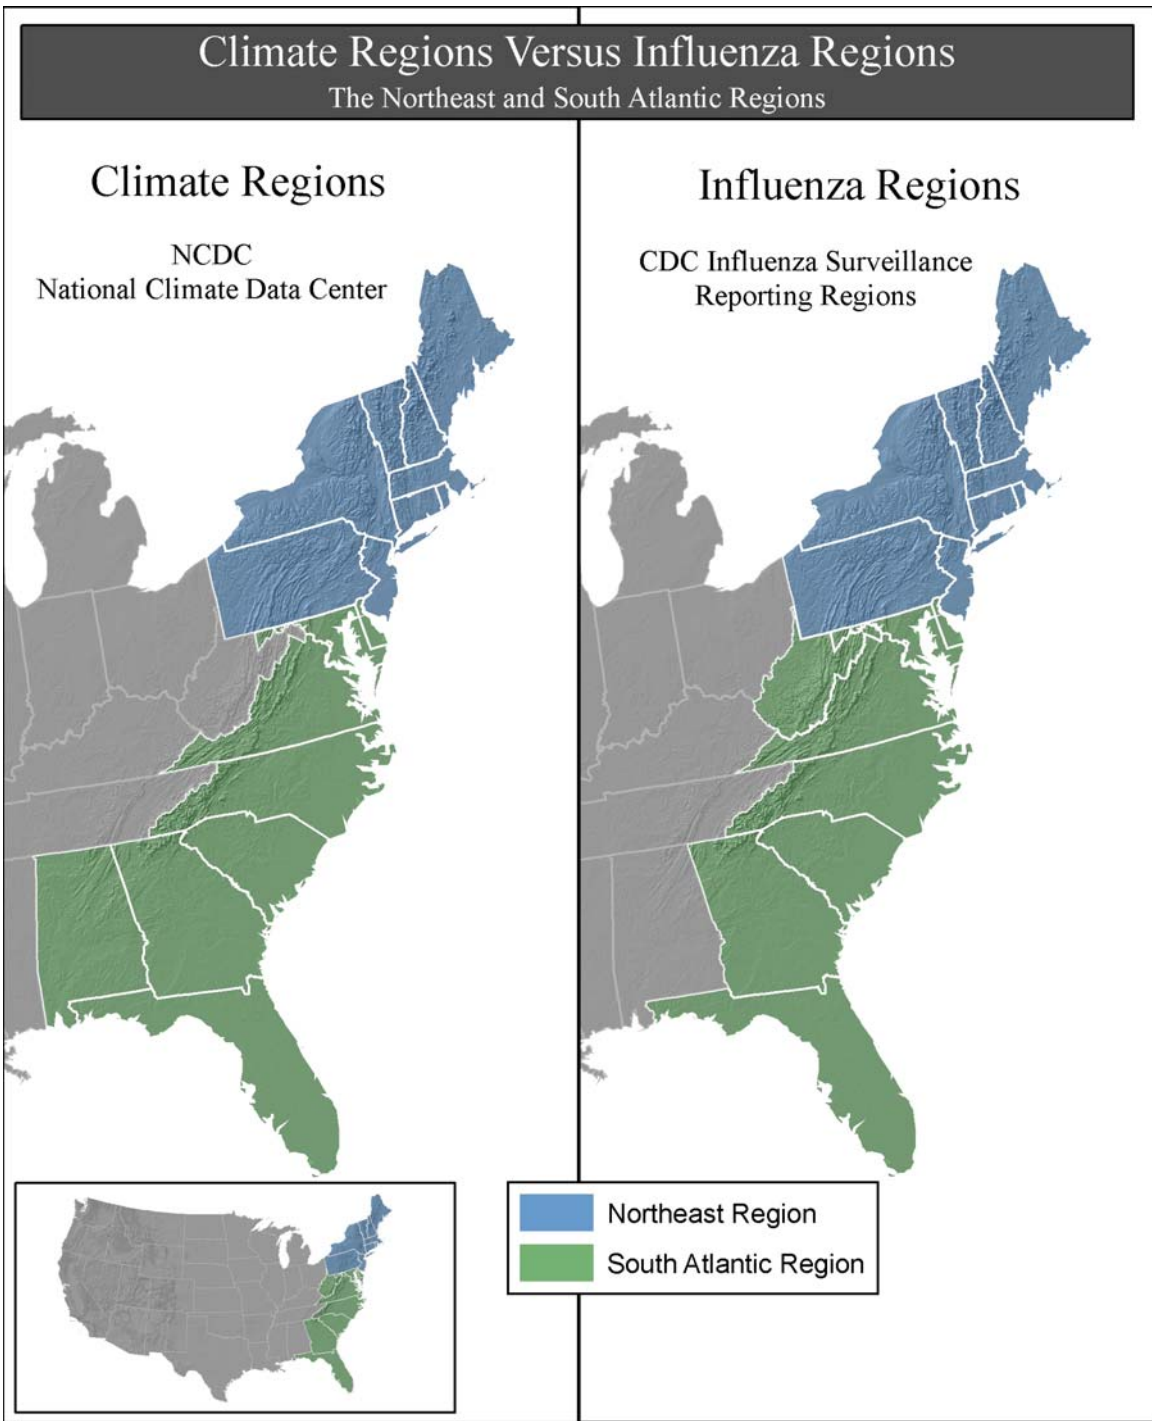 Climate Regions Versus Influenza Regions
The Northeast and South Atlantic Regions
Climate Regions
NCDC
National Climate Data Center
Influenza Regions
CDC Influenza Surveillance
Reporting Regions
Northeast Region
South Atlantic Region